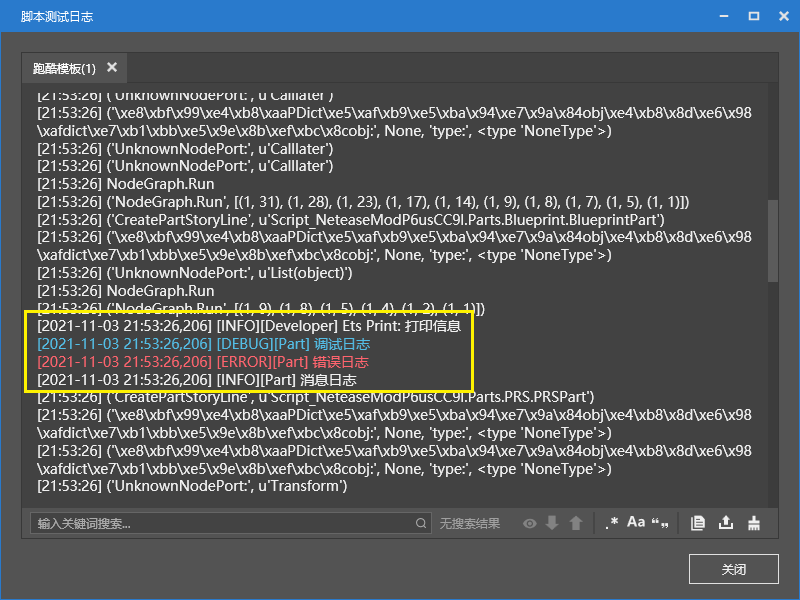 脚本测试日志
跑酷模板(1)
[21:53:26] ('UnknownNodePort:', u'Calllater')
[21:53:26] ('\xe8\xbf\x99\xe4\xb8\xaaPDict\xe5\xaf\xb9\xe5\xba\x94\xe7\x9a\x84obj\xe4\xb8\x8d\xe6\x98
\xafdict\xe7\xb1\xbb\xe5\x9e\x8b\xef\xbc\x8cobj:', None, 'type:', <type 'NoneType'>)
[21:53:26] ('UnknownNodePort:', u'Calllater')
[21:53:26] ('UnknownNodePort:', u'Calllater')
[21:53:26] NodeGraph.Run
[21:53:26] ('NodeGraph.Run', [(1, 31), (1, 28), (1, 23), (1, 17), (1, 14), (1, 9), (1, 8), (1, 7), (1, 5), (1, 1)])
[21:53:26] ('CreatePartStoryLine', u'Script_NeteaseModP6usCC9l.Parts.Blueprint.BlueprintPart')
[21:53:26] ('\xe8\xbf\x99\xe4\xb8\xaaPDict\xe5\xaf\xb9\xe5\xba\x94\xe7\x9a\x84obj\xe4\xb8\x8d\xe6\x98
\xafdict\xe7\xb1\xbb\xe5\x9e\x8b\xef\xbc\x8cobj:', None, 'type:', <type 'NoneType'>)
[21:53:26] ('UnknownNodePort:', u'List(object)')
[21:53:26] NodeGraph.Run
[21:53:26] ('NodeGraph.Run', [(1, 9), (1, 8), (1, 5), (1, 4), (1, 2), (1, 1)])
[2021-11-03 21:53:26,206] [INFO][Developer] Ets Print: 打印信息
[2021-11-03 21:53:26,206] [DEBUG][Part] 调试日志
[2021-11-03 21:53:26,206] [ERROR][Part] 错误日志
[2021-11-03 21:53:26,206] [INFO][Part] 消息日志
[21:53:26] ('CreatePartStoryLine', u'Script_NeteaseModP6usCC9l.Parts.PRS.PRSPart')
[21:53:26] ('\xe8\xbf\x99\xe4\xb8\xaaPDict\xe5\xaf\xb9\xe5\xba\x94\xe7\x9a\x84obj\xe4\xb8\x8d\xe6\x98
\xafdict\xe7\xb1\xbb\xe5\x9e\x8b\xef\xbc\x8cobj:', None, 'type:', <type 'NoneType'>)
[21:53:26] ('\xe8\xbf\x99\xe4\xb8\xaaPDict\xe5\xaf\xb9\xe5\xba\x94\xe7\x9a\x84obj\xe4\xb8\x8d\xe6\x98
\xafdict\xe7\xb1\xbb\xe5\x9e\x8b\xef\xbc\x8cobj:', None, 'type:', <type 'NoneType'>)
[21:53:26] ('UnknownNodePort:', u'Transform')
输入关键词搜索... 无搜索结果 .* Aa “„
关闭